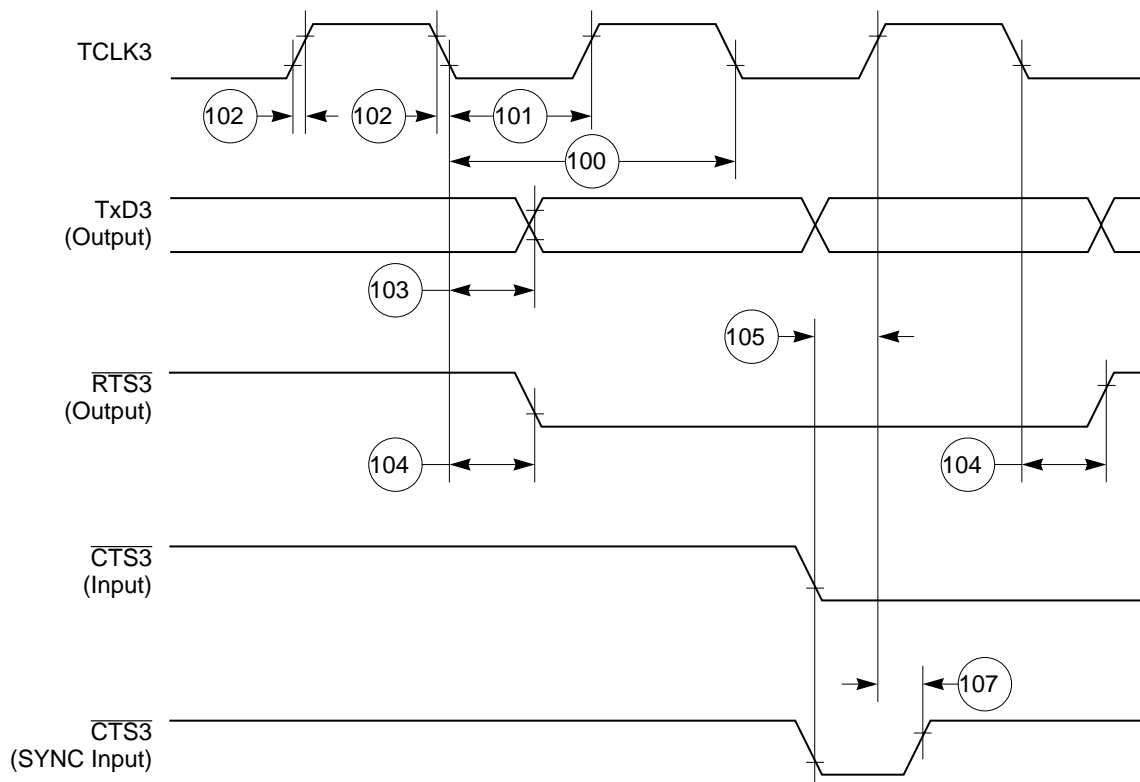 TCLK3
102
102
101
100
TxD3
(Output)
103
105
RTS3
(Output)
104
104
CTS3
(Input)
107
CTS3
(SYNC Input)